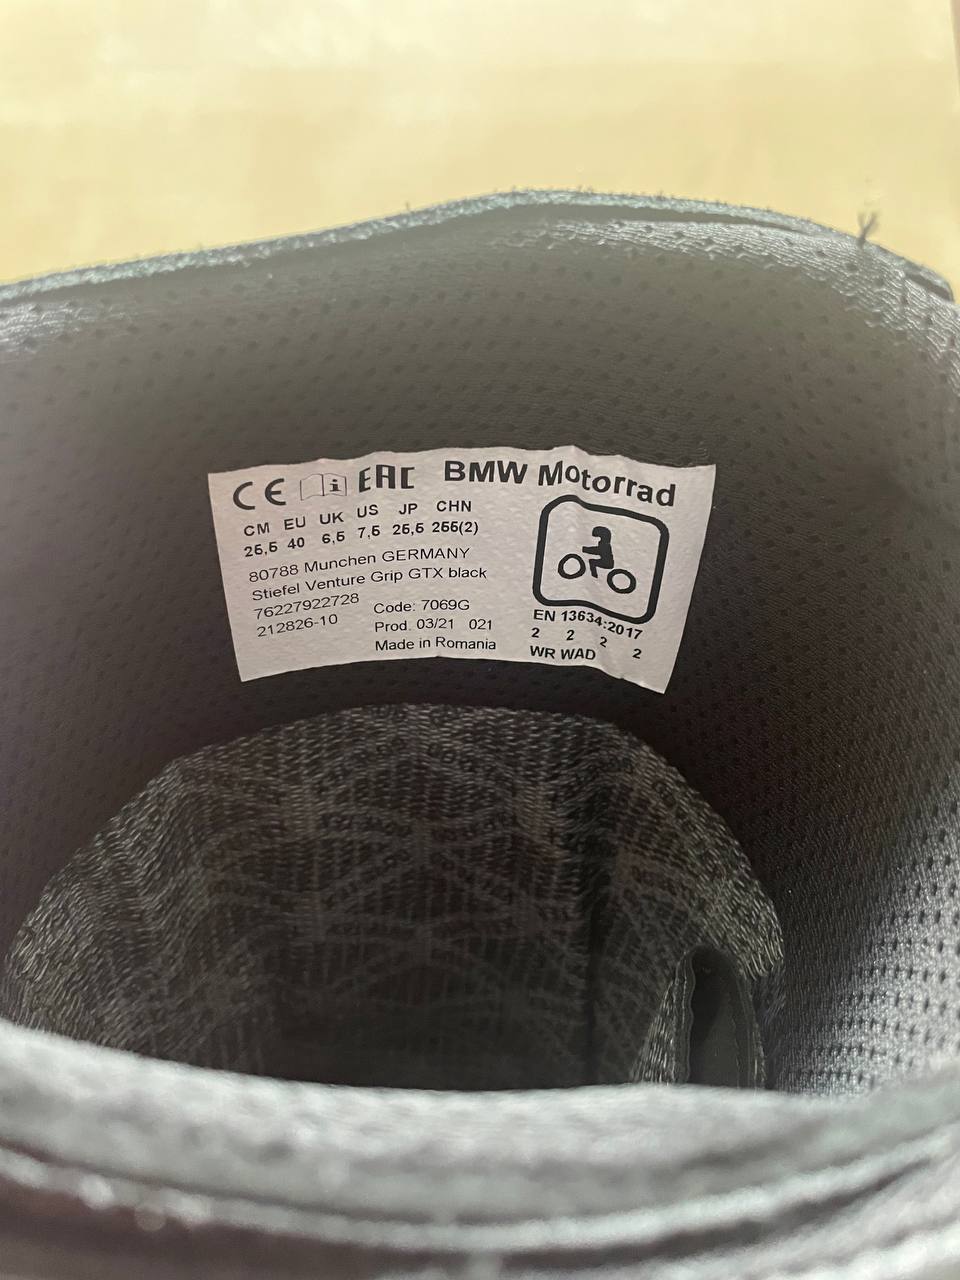 CE i EAC BMW Motorrad
CM EU UK US JP CHN
25,5 40 6,5 7,5 25,5 255(2)
80788 Munchen GERMANY
Stiefel Venture Grip GTX black
76227922728
212826-10
Code: 7069G
Prod. 03/21 021
Made in Romania
EN 13634:2017
2 2 2 2
WR WAD